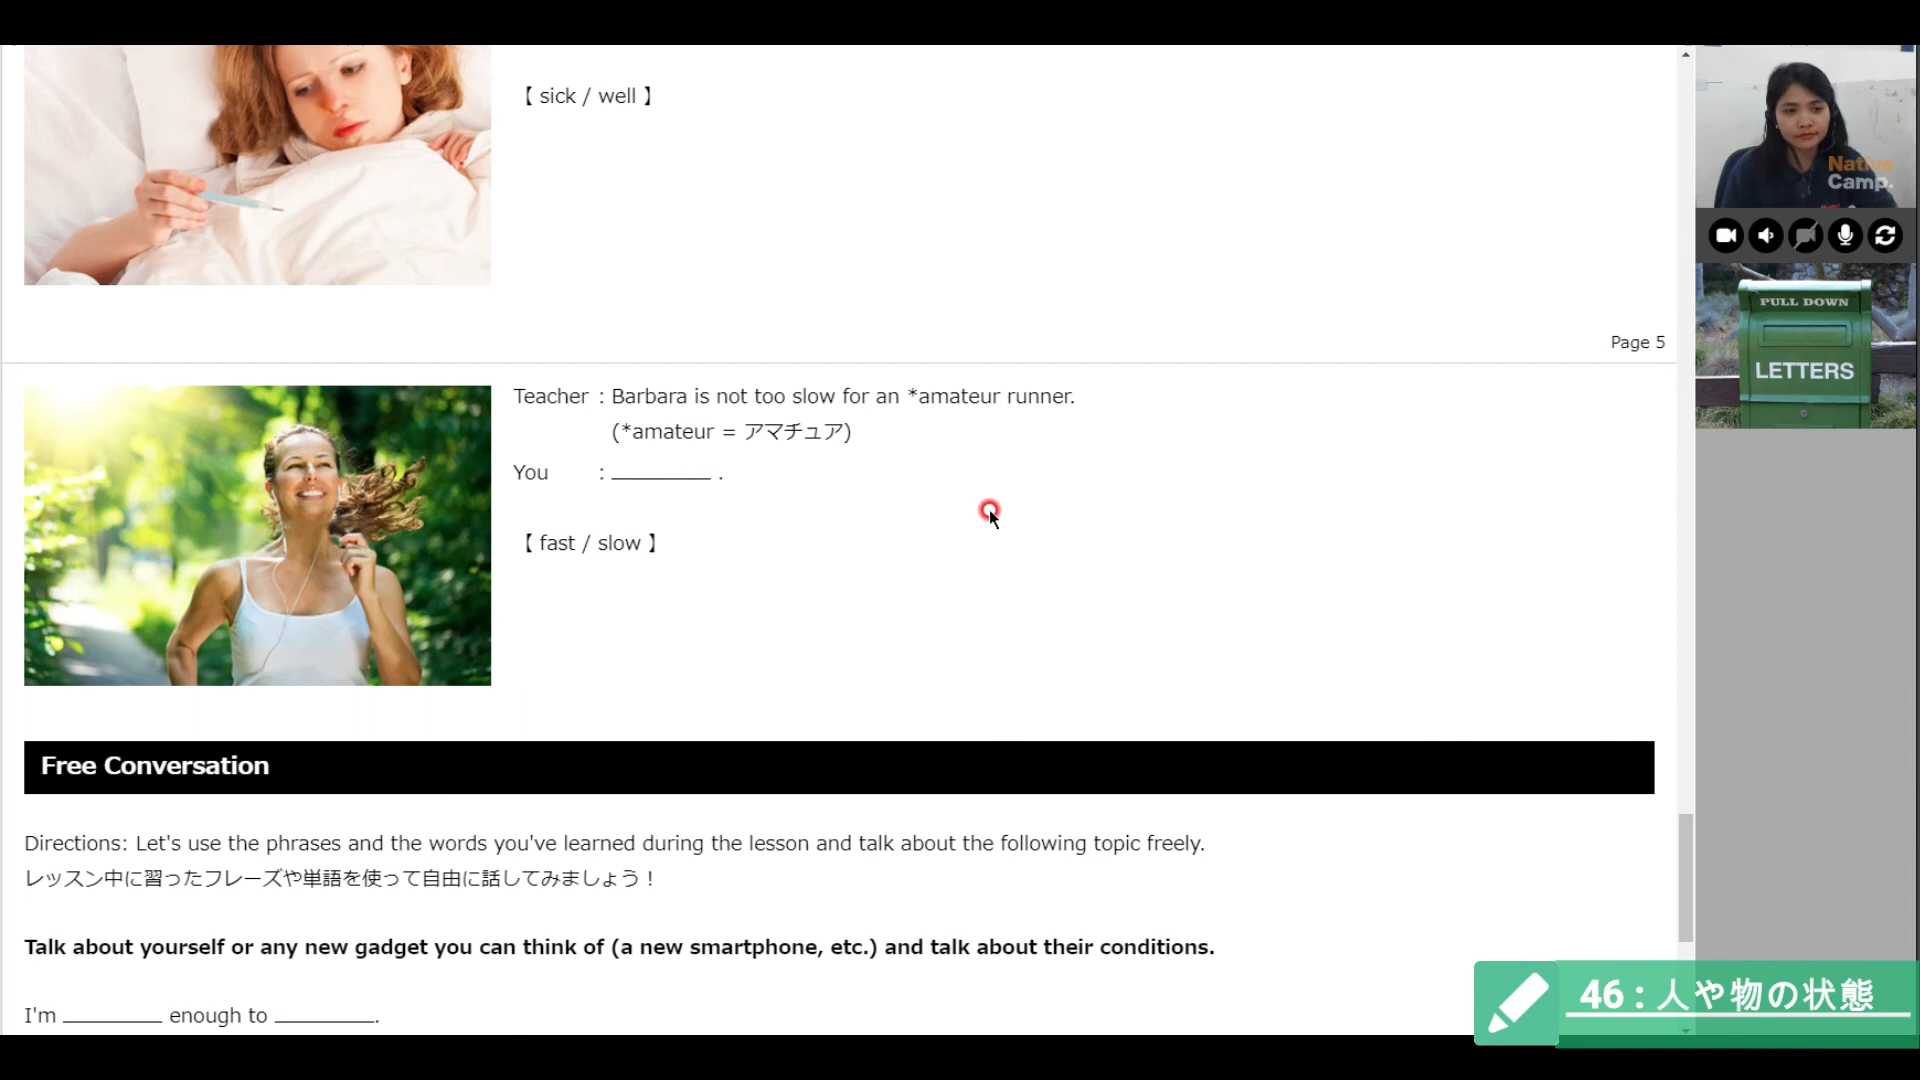 【 sick / well 】
Page 5
Teacher : Barbara is not too slow for an *amateur runner.
(*amateur = アマチュア)
You : ________ .
【 fast / slow 】
Free Conversation
Directions: Let's use the phrases and the words you've learned during the lesson and talk about the following topic freely.
レッスン中に習ったフレーズや単語を使って自由に話してみましょう！
Talk about yourself or any new gadget you can think of (a new smartphone, etc.) and talk about their conditions.
I'm ________ enough to ________.
Native
Camp.
PULL DOWN
LETTERS
46 : 人や物の状態